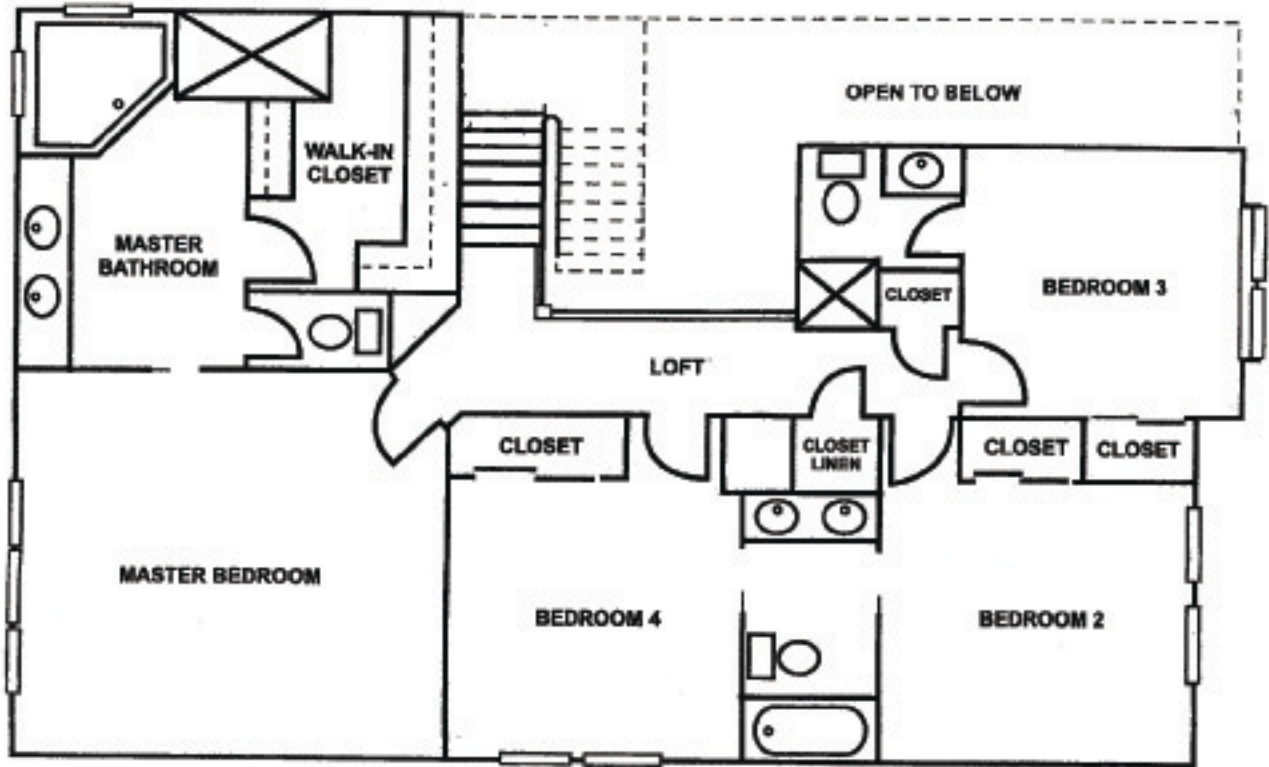 OPEN TO BELOW
WALK-IN
CLOSET
MASTER
BATHROOM
CLOSET
BEDROOM 3
LOFT
CLOSET
CLOSET
LINEN
CLOSET
CLOSET
MASTER BEDROOM
BEDROOM 4
BEDROOM 2